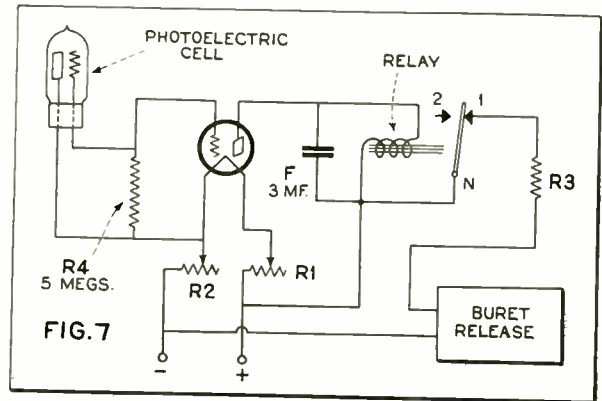 PHOTOELECTRIC
CELL
RELAY
2
1
F
3 MF.
N
R3
R4
5 MEGS.
R2
R1
BURET
RELEASE
FIG.7
-
+